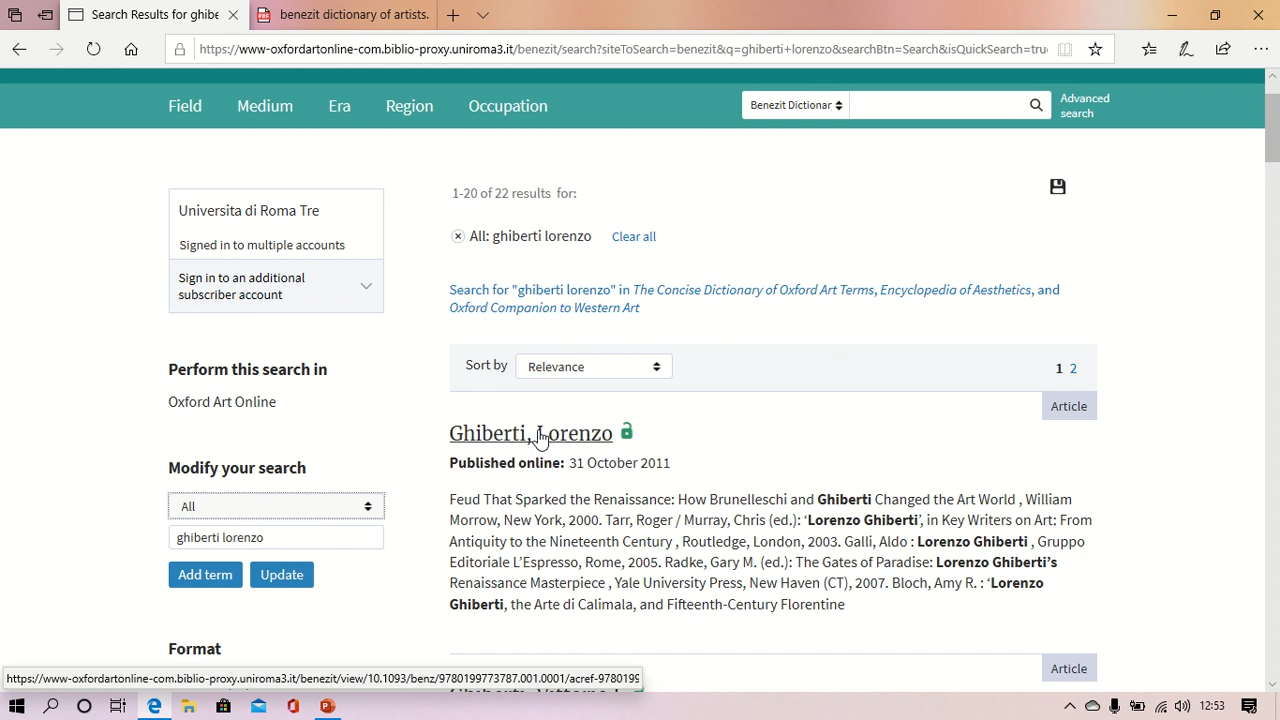 Search Results for ghibe
benezit dictionary of artists.
https://www-oxfordartonline-com.biblio-proxy.uniroma3.it/benezit/search?siteToSearch=benezit&q=ghiberti+lorenzo&searchBtn=Search&isQuickSearch=tru
Field Medium Era Region Occupation
Benezit Dictionar
Advanced
search
Universita di Roma Tre
Signed in to multiple accounts
Sign in to an additional
subscriber account
Perform this search in
Oxford Art Online
Modify your search
All
ghiberti lorenzo
Add term Update
Format
1-20 of 22 results for:
All: ghiberti lorenzo Clear all
Search for "ghiberti lorenzo" in The Concise Dictionary of Oxford Art Terms, Encyclopedia of Aesthetics, and
Oxford Companion to Western Art
Sort by Relevance 1 2
Article
Ghiberti, Lorenzo
Published online: 31 October 2011
Feud That Sparked the Renaissance: How Brunelleschi and Ghiberti Changed the Art World , William
Morrow, New York, 2000. Tarr, Roger / Murray, Chris (ed.): ‘Lorenzo Ghiberti’, in Key Writers on Art: From
Antiquity to the Nineteenth Century , Routledge, London, 2003. Galli, Aldo : Lorenzo Ghiberti , Gruppo
Editoriale L’Espresso, Rome, 2005. Radke, Gary M. (ed.): The Gates of Paradise: Lorenzo Ghiberti’s
Renaissance Masterpiece , Yale University Press, New Haven (CT), 2007. Bloch, Amy R. : ‘Lorenzo
Ghiberti, the Arte di Calimala, and Fifteenth-Century Florentine
Article
https://www-oxfordartonline-com.biblio-proxy.uniroma3.it/benezit/view/10.1093/benz/9780199773787.001.0001/acref-9780199
12:53